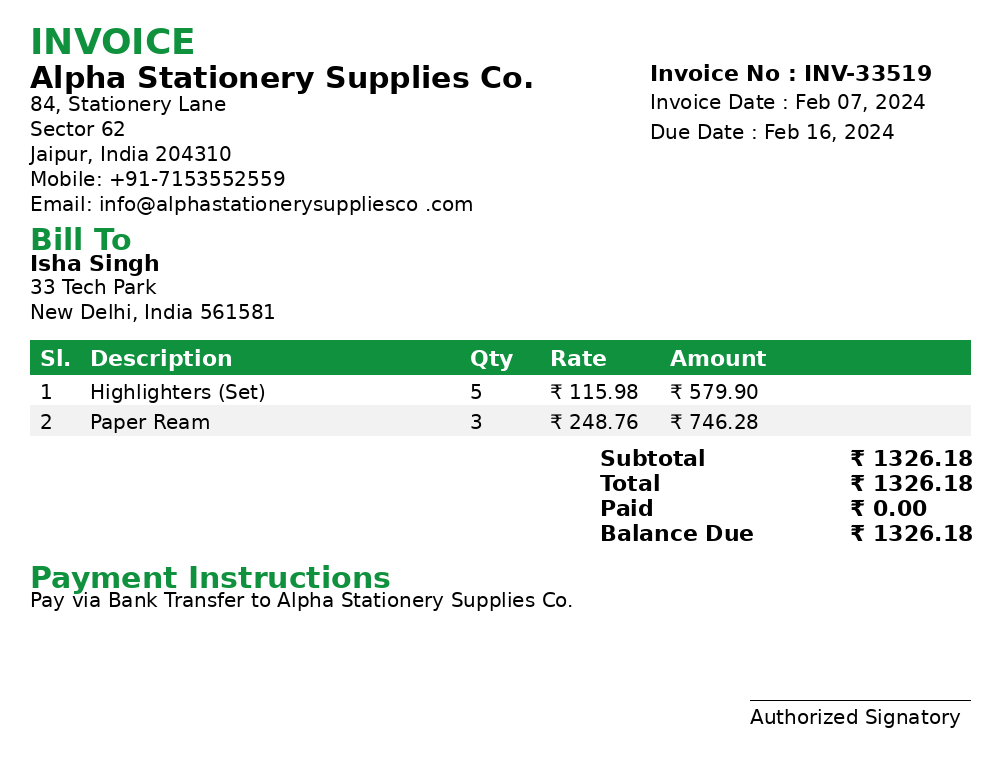 INVOICE
Alpha Stationery Supplies Co.
84, Stationery Lane
Sector 62
Jaipur, India 204310
Mobile: +91-7153552559
Email: info@alphastationerysuppliesco .com
Invoice No : INV-33519
Invoice Date : Feb 07, 2024
Due Date : Feb 16, 2024
Bill To
Isha Singh
33 Tech Park
New Delhi, India 561581
Sl. Description Qty Rate Amount
1 Highlighters (Set) 5 ₹ 115.98 ₹ 579.90
2 Paper Ream 3 ₹ 248.76 ₹ 746.28
Subtotal ₹ 1326.18
Total ₹ 1326.18
Paid ₹ 0.00
Balance Due ₹ 1326.18
Payment Instructions
Pay via Bank Transfer to Alpha Stationery Supplies Co.
Authorized Signatory